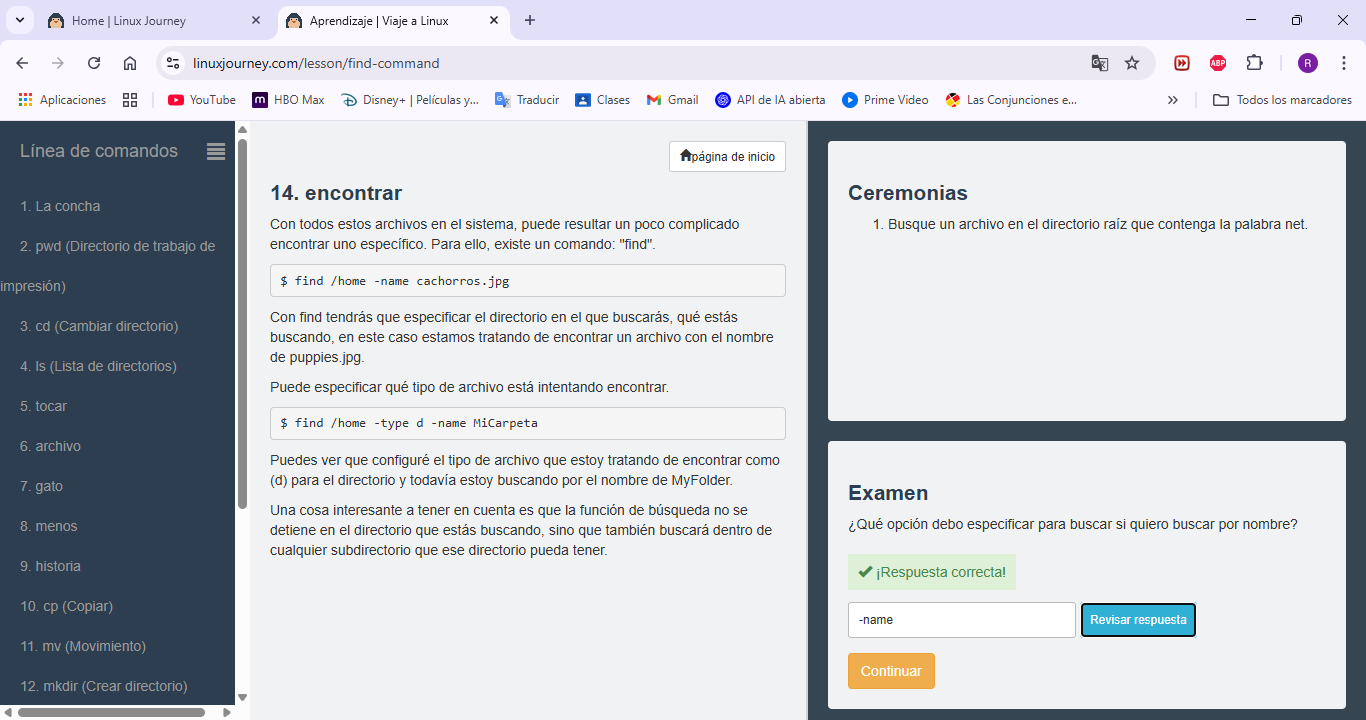 Home | Linux Journey
Aprendizaje | Viaje a Linux
linuxjourney.com/lesson/find-command
ABP
R
Aplicaciones
YouTube
HBO Max
Disney+ | Películas y...
Traducir
Clases
Gmail
API de IA abierta
Prime Video
Las Conjunciones e...
Todos los marcadores
Línea de comandos
1. La concha
2. pwd (Directorio de trabajo de
impresión)
3. cd (Cambiar directorio)
4. ls (Lista de directorios)
5. tocar
6. archivo
7. gato
8. menos
9. historia
10. cp (Copiar)
11. mv (Movimiento)
12. mkdir (Crear directorio)
página de inicio
14. encontrar
Con todos estos archivos en el sistema, puede resultar un poco complicado
encontrar uno específico. Para ello, existe un comando: "find".
$ find /home -name cachorros.jpg
Con find tendrás que especificar el directorio en el que buscarás, qué estás
buscando, en este caso estamos tratando de encontrar un archivo con el nombre
de puppies.jpg.
Puede especificar qué tipo de archivo está intentando encontrar.
$ find /home -type d -name MiCarpeta
Puedes ver que configuré el tipo de archivo que estoy tratando de encontrar como
(d) para el directorio y todavía estoy buscando por el nombre de MyFolder.
Una cosa interesante a tener en cuenta es que la función de búsqueda no se
detiene en el directorio que estás buscando, sino que también buscará dentro de
cualquier subdirectorio que ese directorio pueda tener.
Ceremonias
1. Busque un archivo en el directorio raíz que contenga la palabra net.
Examen
¿Qué opción debo especificar para buscar si quiero buscar por nombre?
¡Respuesta correcta!
-name
Revisar respuesta
Continuar